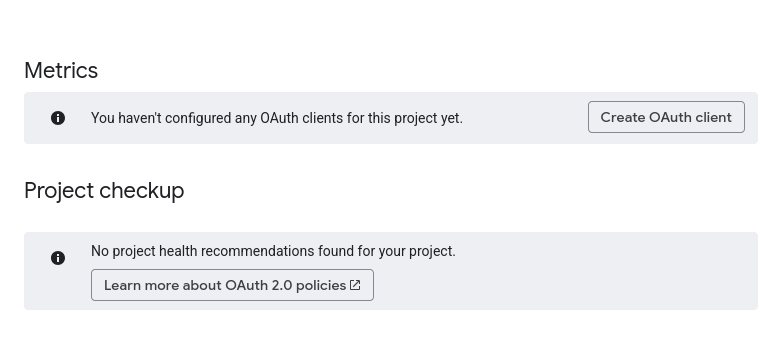 Metrics
You haven't configured any OAuth clients for this project yet.
Create OAuth client
Project checkup
No project health recommendations found for your project.
Learn more about OAuth 2.0 policies